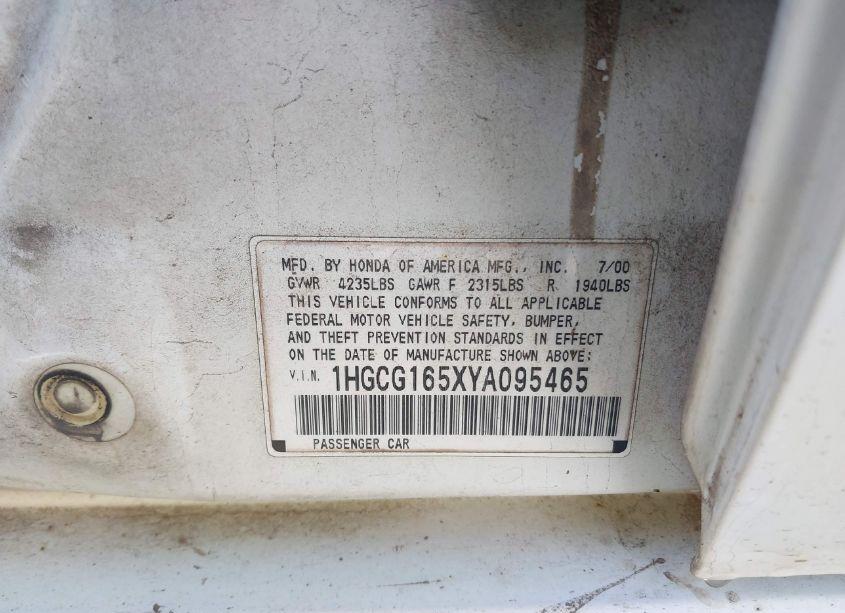 MFD. BY HONDA OF AMERICA MFG., INC. 7/00
GVWR 4235LBS GAWR F 2315LBS R 1940LBS
THIS VEHICLE CONFORMS TO ALL APPLICABLE
FEDERAL MOTOR VEHICLE SAFETY, BUMPER,
AND THEFT PREVENTION STANDARDS IN EFFECT
ON THE DATE OF MANUFACTURE SHOWN ABOVE:
V.I.N. 1HGCG165XYA095465
PASSENGER CAR